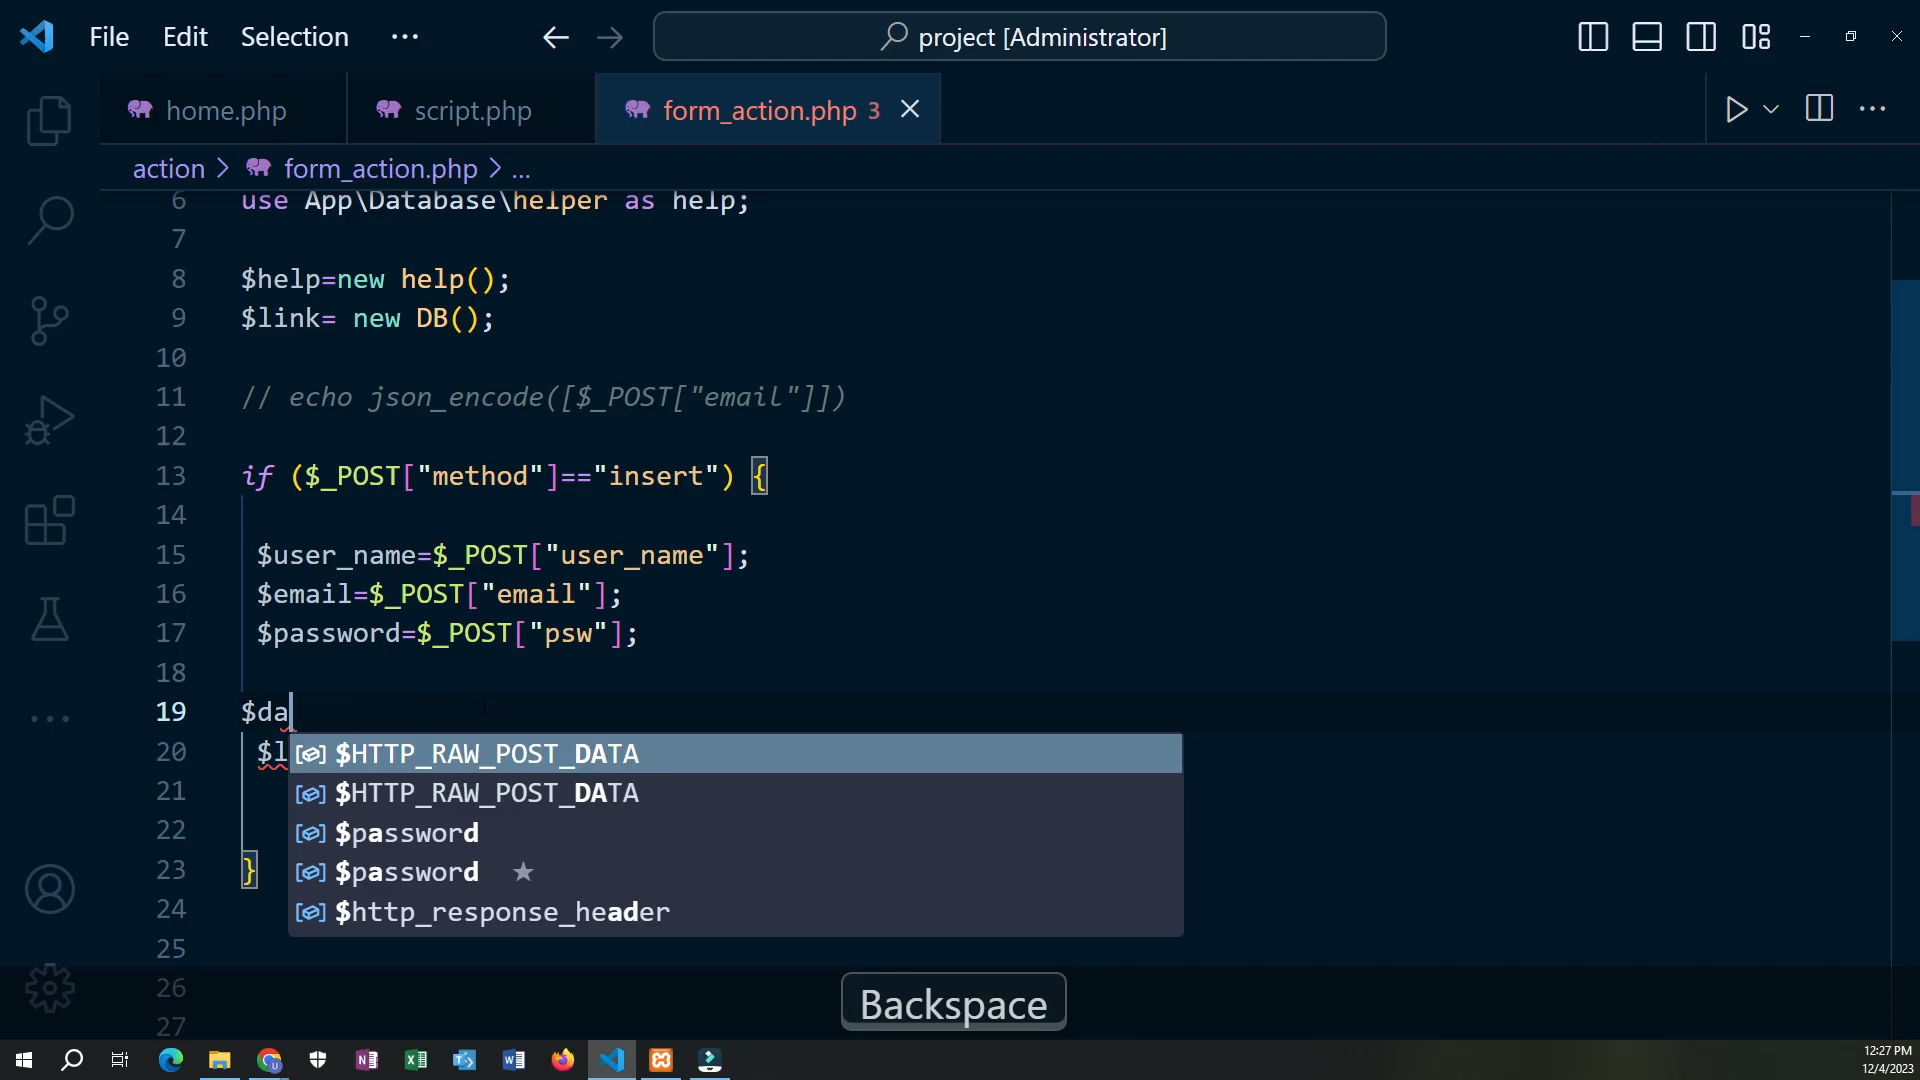 File Edit Selection ··· project [Administrator]
home.php script.php form_action.php 3
action > form_action.php > ...
6 use App\Database\helper as help;
7
8 $help=new help();
9 $link= new DB();
10
11 // echo json_encode([$_POST["email"]])
12
13 if ($_POST["method"]=="insert") {
14
15 $user_name=$_POST["user_name"];
16 $email=$_POST["email"];
17 $password=$_POST["psw"];
18
19 $da
20 $l
$HTTP_RAW_POST_DATA
21
$HTTP_RAW_POST_DATA
22
$password
23 }
$password ★
24
$http_response_header
25
26
Backspace
27
12:27 PM
12/4/2023